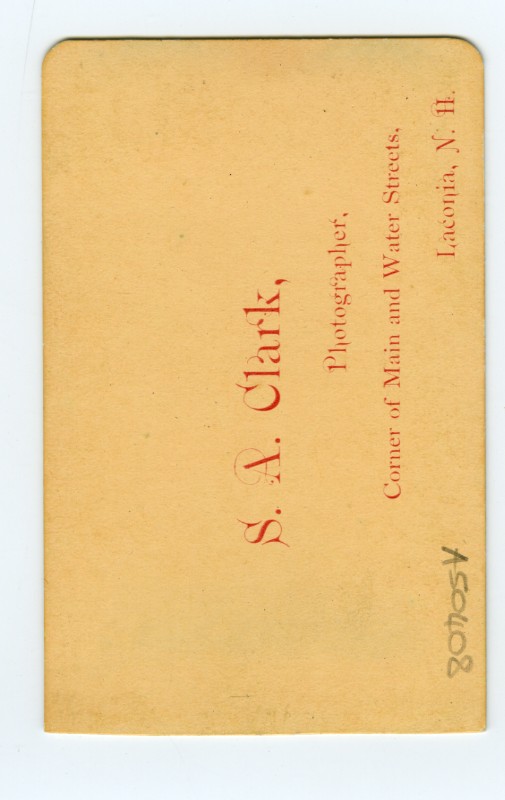 S. A. Clark,
Photographer,
Corner of Main and Water Streets,
Laconia, N. H.
A50408